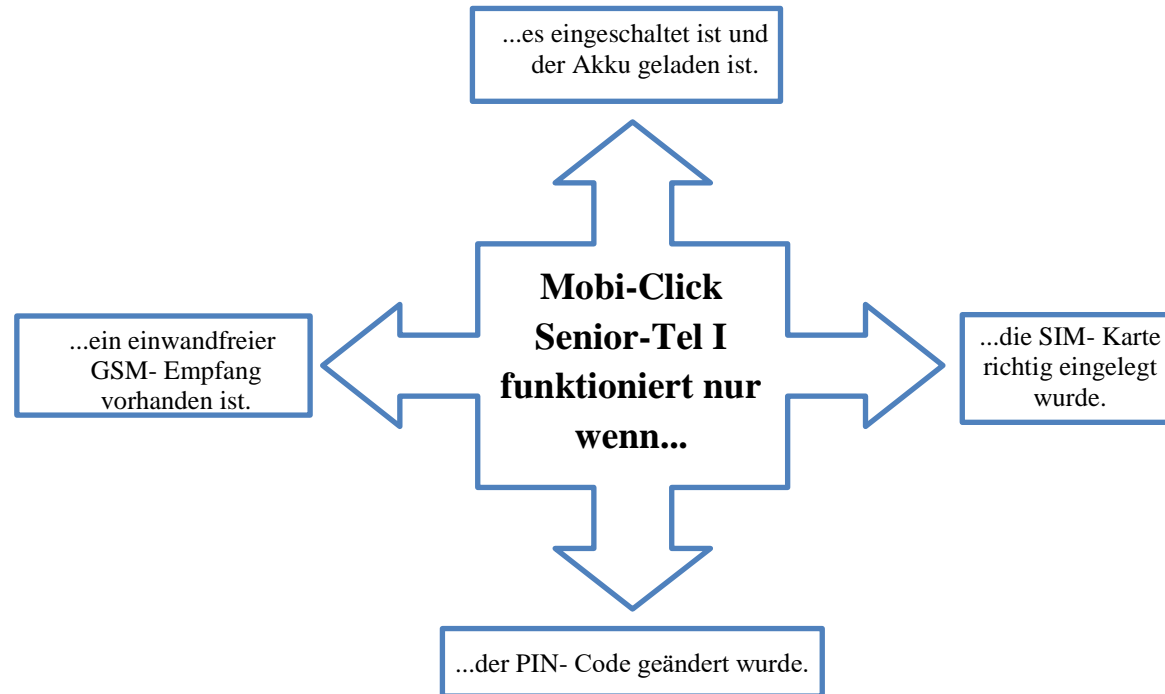 ...es eingeschaltet ist und
der Akku geladen ist.
Mobi-Click
Senior-Tel I
funktioniert nur
wenn...
...ein einwandfreier
GSM- Empfang
vorhanden ist.
...die SIM- Karte
richtig eingelegt
wurde.
...der PIN- Code geändert wurde.